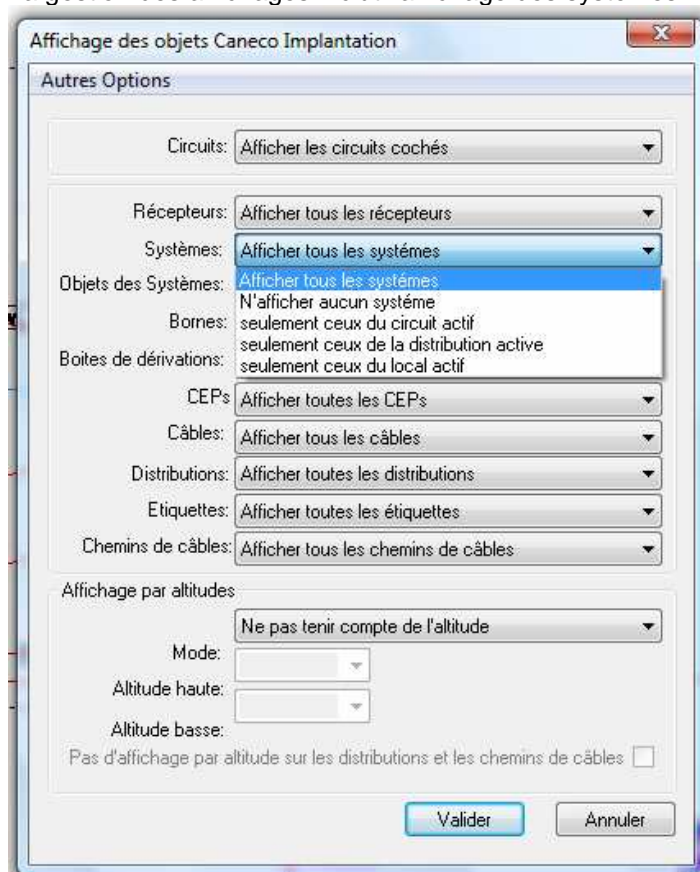 Affichage des objets Caneco Implantation
Autres Options
Circuits: Afficher les circuits cochés
Récepteurs: Afficher tous les récepteurs
Systèmes: Afficher tous les systémes
Objets des Systèmes: Afficher tous les systémes
N'afficher aucun systéme
Bornes: seulement ceux du circuit actif
seulement ceux de la distribution active
Boites de dérivations: seulement ceux du local actif
CEPs Afficher toutes les CEPs
Câbles: Afficher tous les câbles
Distributions: Afficher toutes les distributions
Etiquettes: Afficher toutes les étiquettes
Chemins de câbles: Afficher tous les chemins de câbles
Affichage par altitudes
Ne pas tenir compte de l'altitude
Mode:
Altitude haute:
Altitude basse:
Pas d'affichage par altitude sur les distributions et les chemins de câbles
Valider Annuler